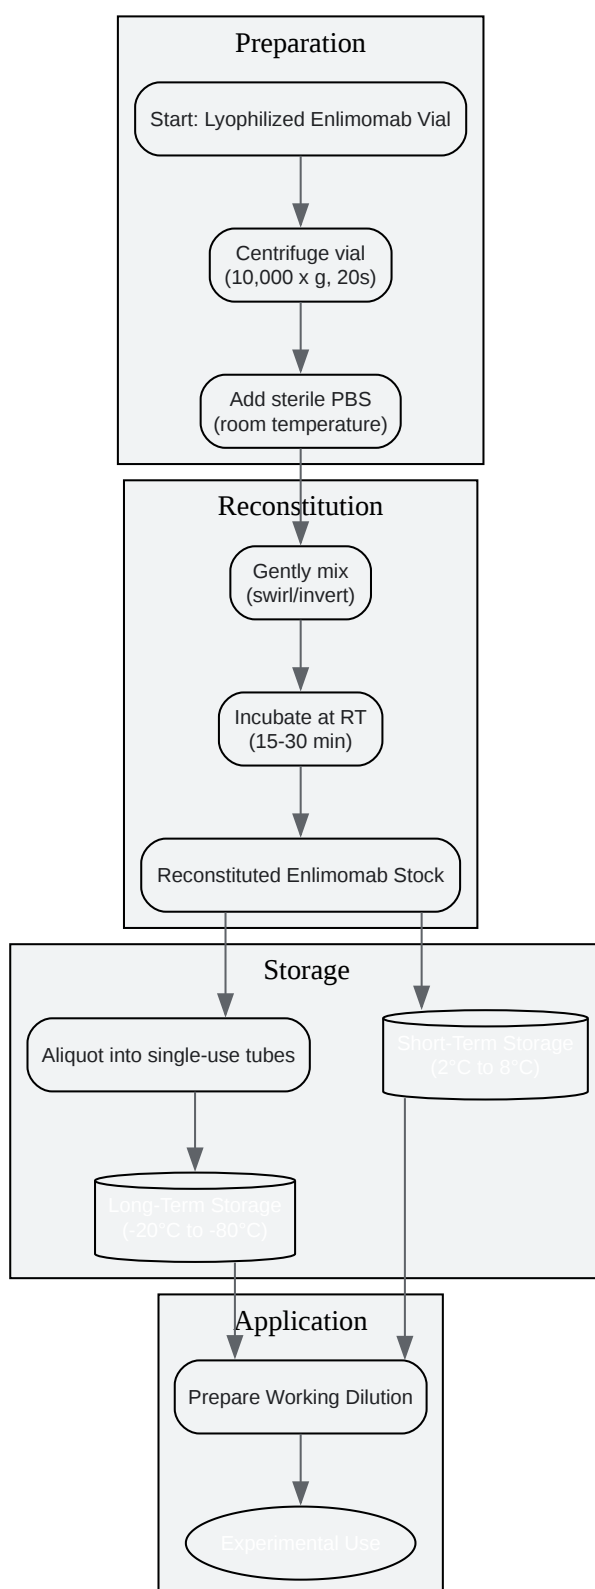 Preparation
Start: Lyophilized Enlimomab Vial
Centrifuge vial
(10,000 x g, 20s)
Add sterile PBS
(room temperature)
Reconstitution
Gently mix
(swirl/invert)
Incubate at RT
(15-30 min)
Reconstituted Enlimomab Stock
Storage
Aliquot into single-use tubes
Short-Term Storage
(2°C to 8°C)
Long-Term Storage
(-20°C to -80°C)
Application
Prepare Working Dilution
Experimental Use